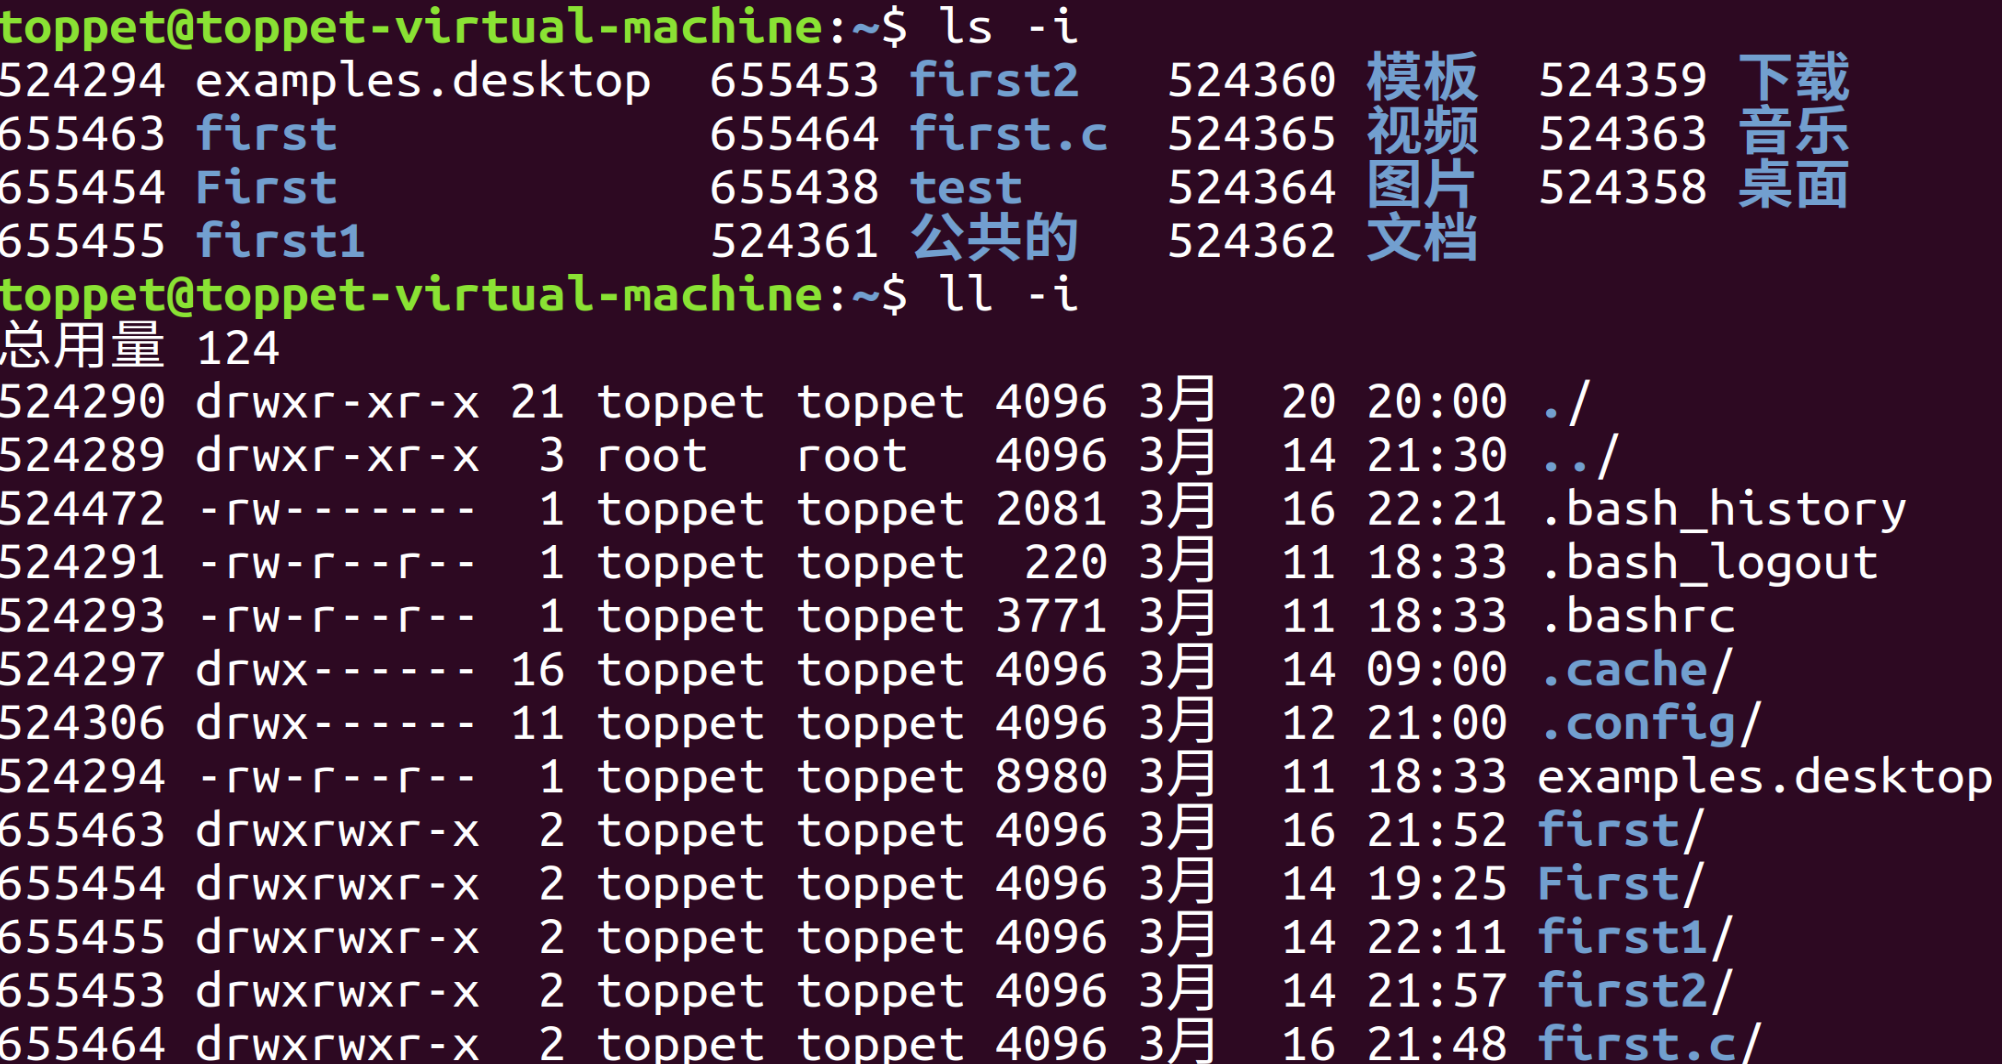 toppet@toppet-virtual-machine:~$ ls -i
524294 examples.desktop  655453 first2   524360 模板  524359 下载
655463 first             655464 first.c  524365 视频  524363 音乐
655454 First             655438 test     524364 图片  524358 桌面
655455 first1            524361 公共的   524362 文档
toppet@toppet-virtual-machine:~$ ll -i
总用量 124
524290 drwxr-xr-x 21 toppet toppet 4096 3月  20 20:00 ./
524289 drwxr-xr-x  3 root   root   4096 3月  14 21:30 ../
524472 -rw-------  1 toppet toppet 2081 3月  16 22:21 .bash_history
524291 -rw-r--r--  1 toppet toppet  220 3月  11 18:33 .bash_logout
524293 -rw-r--r--  1 toppet toppet 3771 3月  11 18:33 .bashrc
524297 drwx------ 16 toppet toppet 4096 3月  14 09:00 .cache/
524306 drwx------ 11 toppet toppet 4096 3月  12 21:00 .config/
524294 -rw-r--r--  1 toppet toppet 8980 3月  11 18:33 examples.desktop
655463 drwxrwxr-x  2 toppet toppet 4096 3月  16 21:52 first/
655454 drwxrwxr-x  2 toppet toppet 4096 3月  14 19:25 First/
655455 drwxrwxr-x  2 toppet toppet 4096 3月  14 22:11 first1/
655453 drwxrwxr-x  2 toppet toppet 4096 3月  14 21:57 first2/
655464 drwxrwxr-x  2 toppet toppet 4096 3月  16 21:48 first.c/